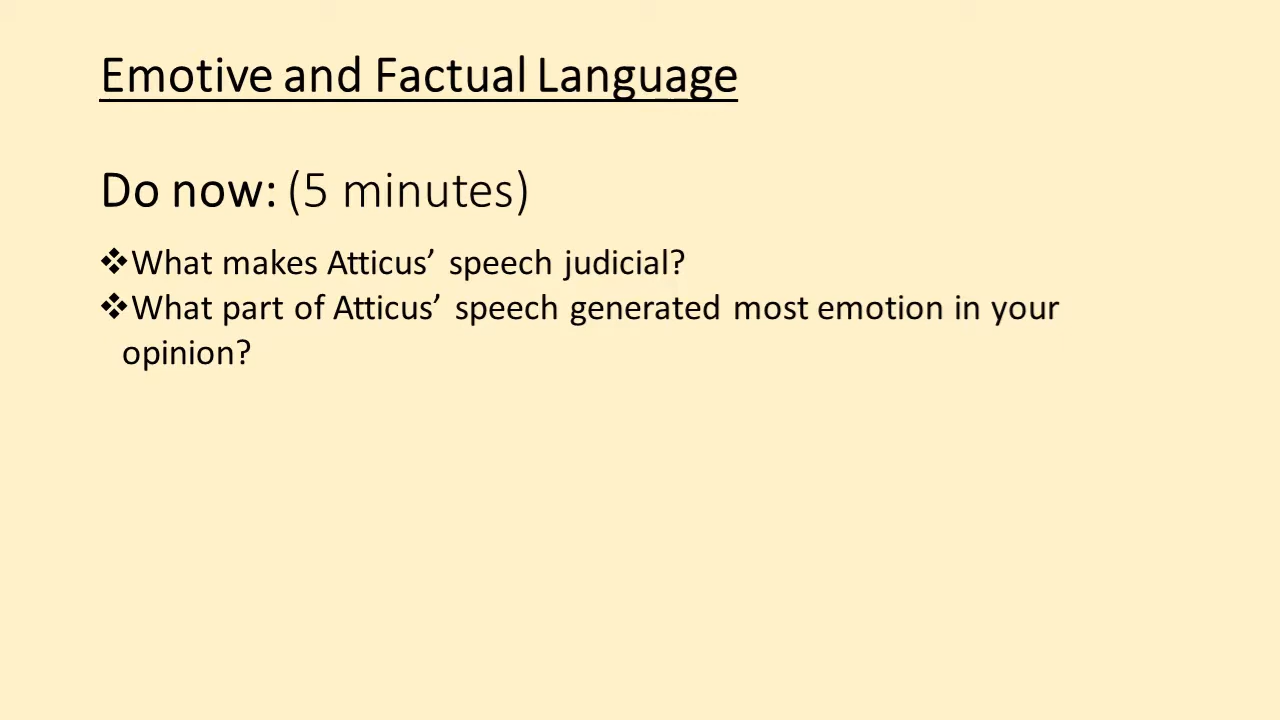 Emotive and Factual Language
Do now: (5 minutes)
❖What makes Atticus’ speech judicial?
❖What part of Atticus’ speech generated most emotion in your
opinion?